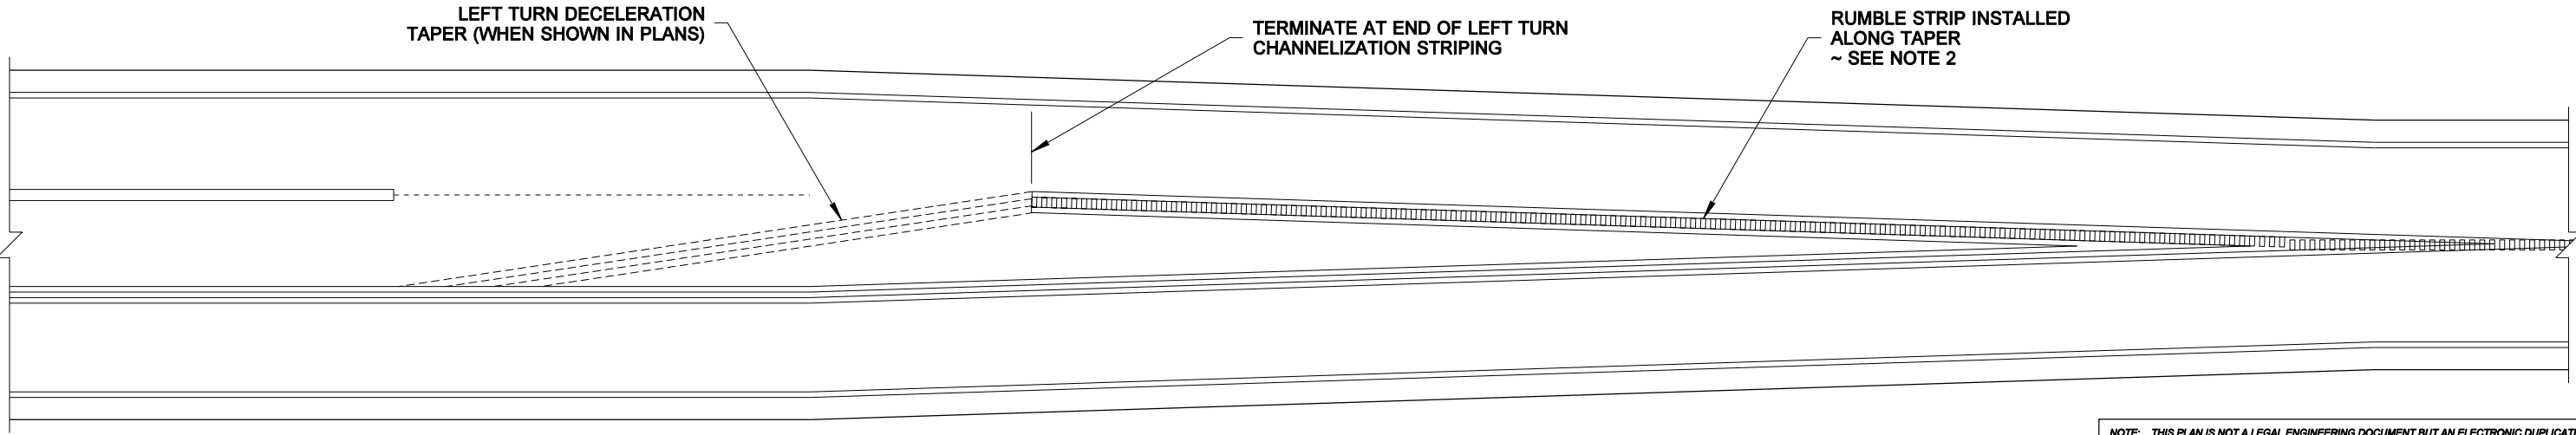 LEFT TURN DECELERATION
TAPER (WHEN SHOWN IN PLANS)
TERMINATE AT END OF LEFT TURN
CHANNELIZATION STRIPING
RUMBLE STRIP INSTALLED
ALONG TAPER
~ SEE NOTE 2
NOTE: THIS PLAN IS NOT A LEGAL ENGINEERING DOCUMENT BUT AN ELECTRONIC DUPLICATE